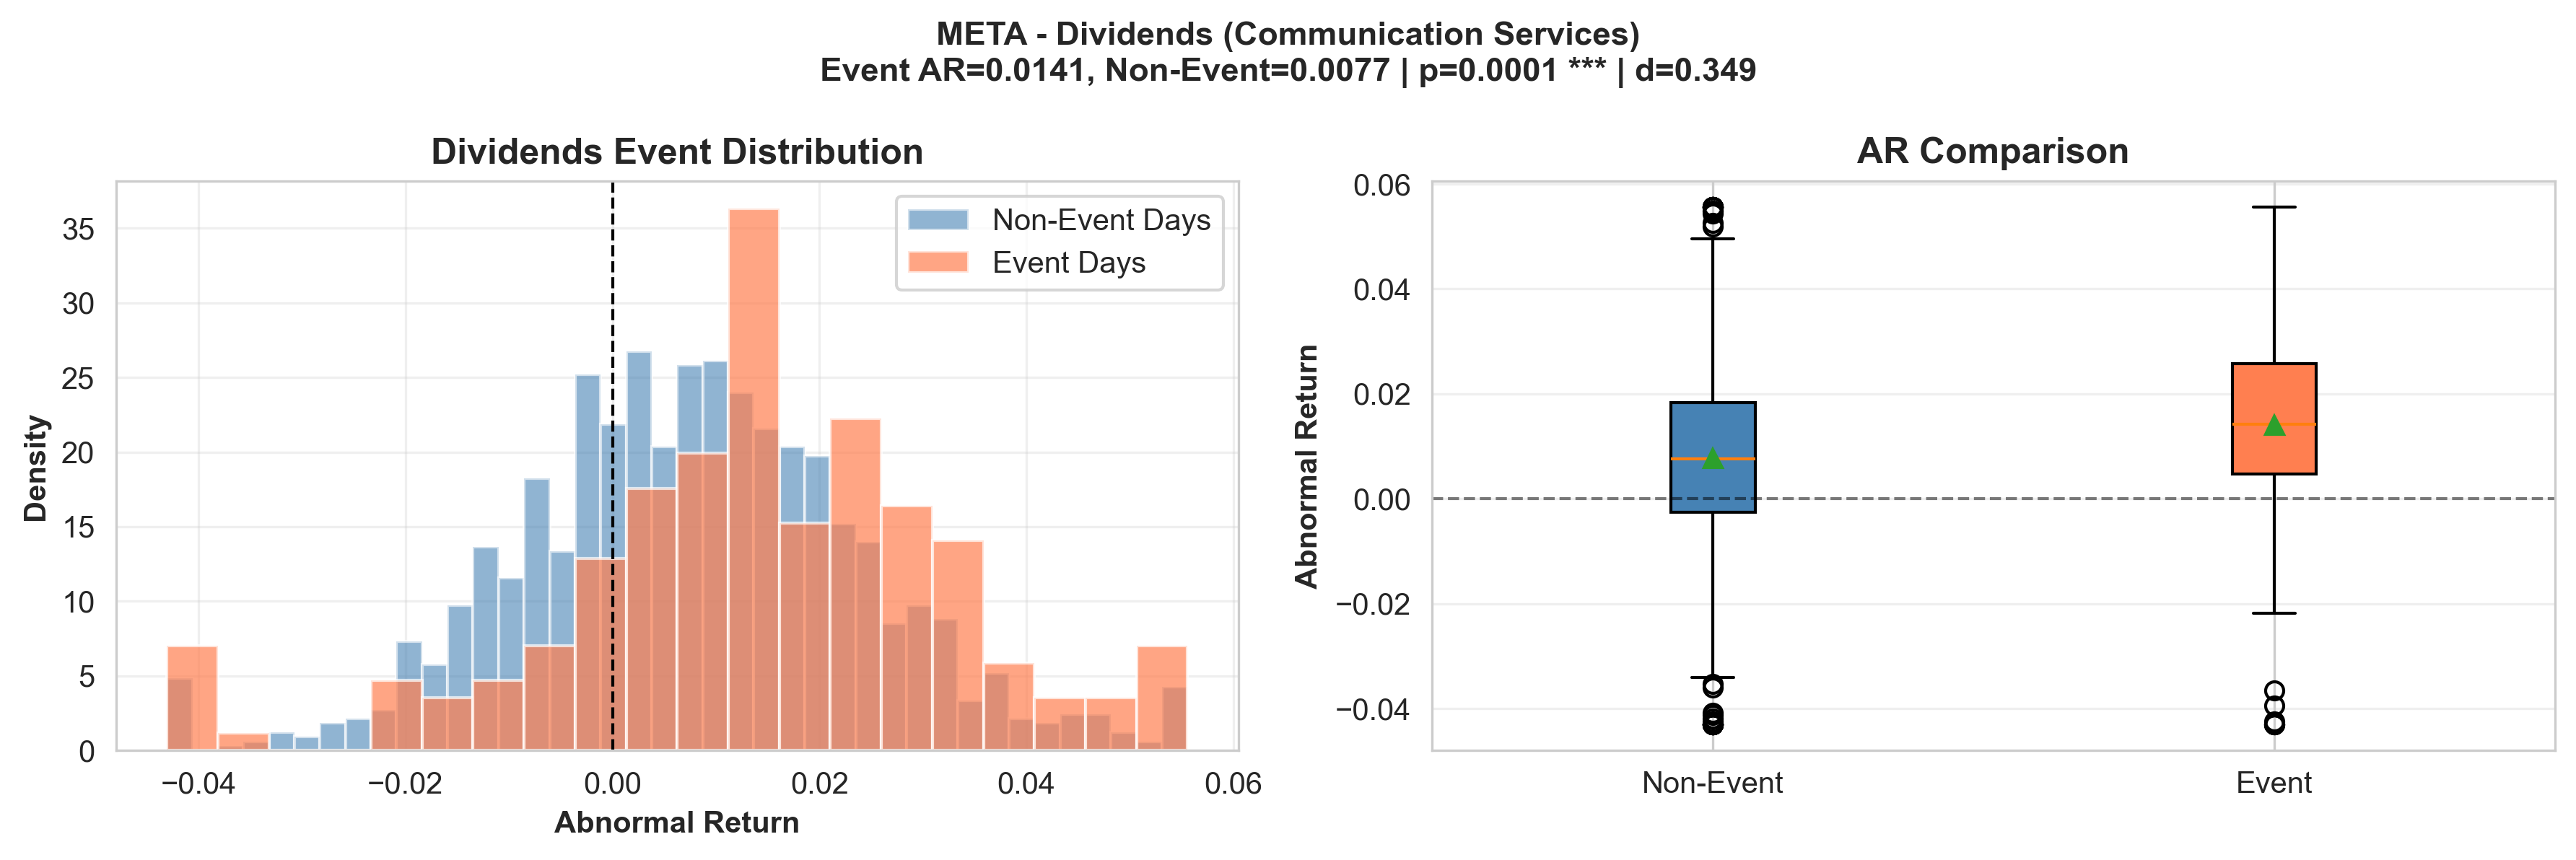 META - Dividends (Communication Services)
Event AR=0.0141, Non-Event=0.0077 | p=0.0001 *** | d=0.349
Dividends Event Distribution
Density
35
30
25
20
15
10
5
0
Non-Event Days
Event Days
−0.04
−0.02
0.00
0.02
0.04
0.06
Abnormal Return
AR Comparison
Abnormal Return
0.06
0.04
0.02
0.00
−0.02
−0.04
Non-Event
Event